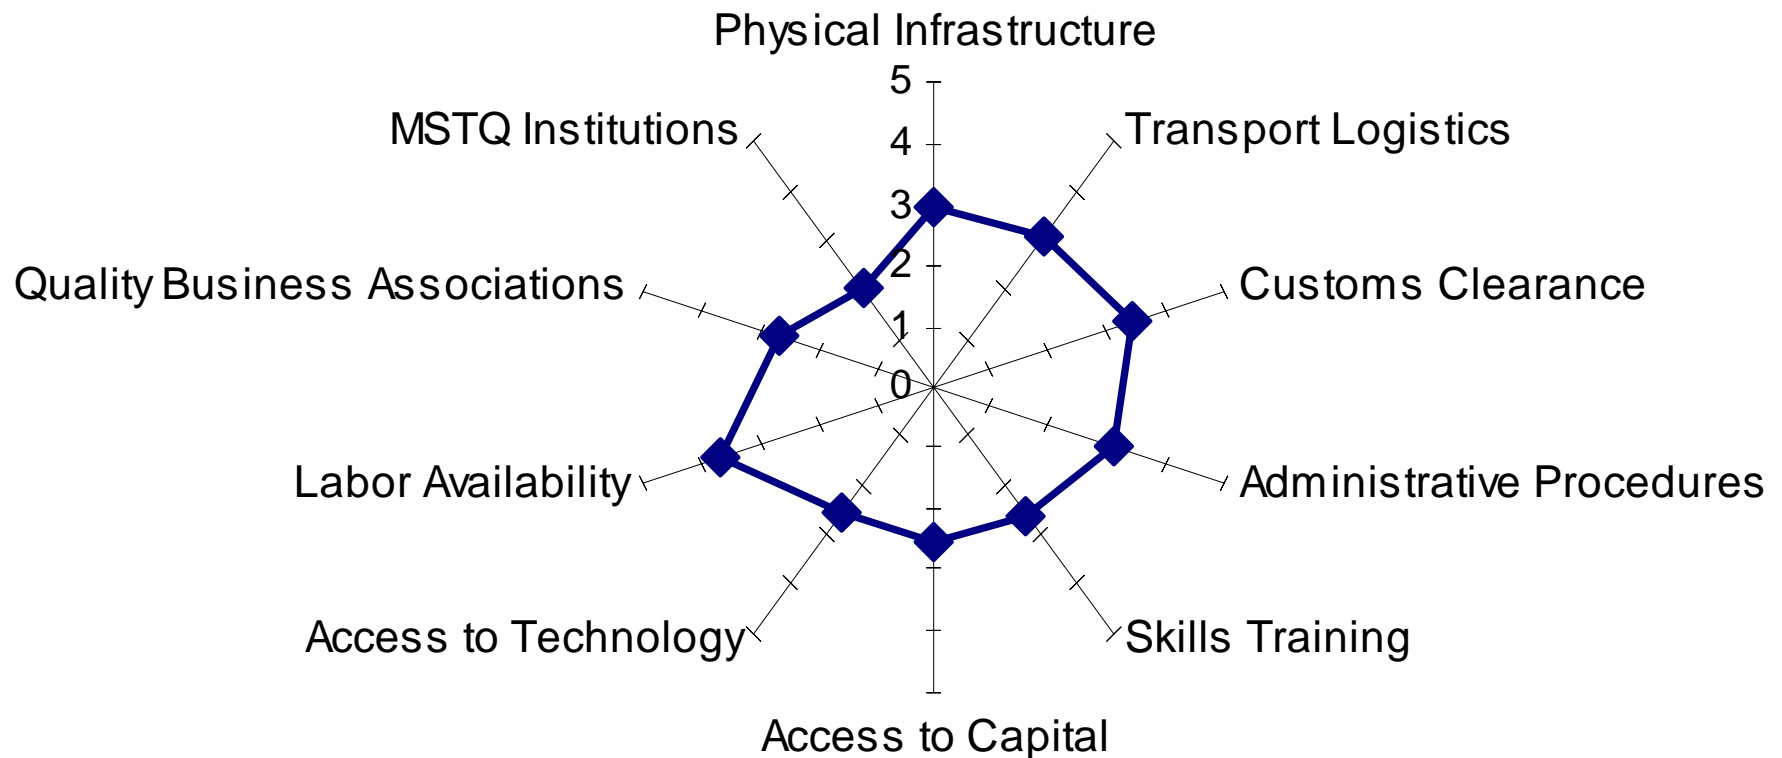 Physical Infrastructure
5
MSTQ Institutions
Transport Logistics
4
3
2
Quality Business Associations
Customs Clearance
1
0
Labor Availability
Administrative Procedures
Access to Technology
Skills Training
Access to Capital